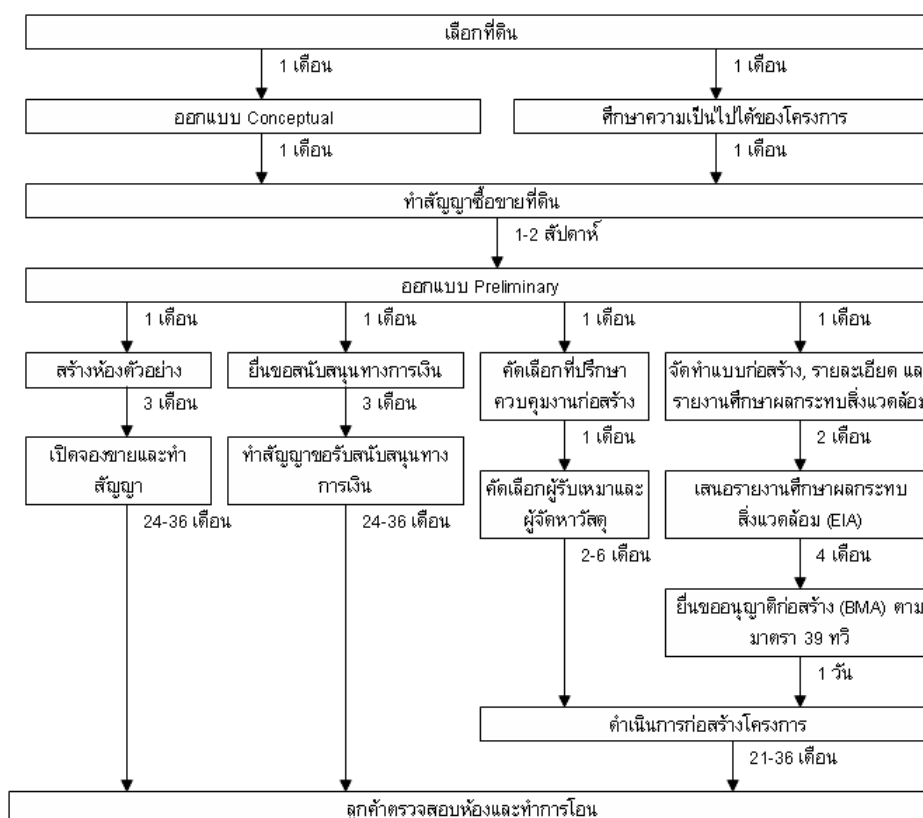 เลือกที่ดิน
1 เดือน 1 เดือน
ออกแบบ Conceptual ศึกษาความเป็นไปได้ของโครงการ
1 เดือน 1 เดือน
ทำสัญญาซื้อขายที่ดิน
1-2 สัปดาห์
ออกแบบ Preliminary
1 เดือน 1 เดือน 1 เดือน 1 เดือน
สร้างห้องตัวอย่าง
ยื่นขอสนับสนุนทางการเงิน
คัดเลือกที่ปรึกษา
ควบคุมงานก่อสร้าง
จัดทำแบบก่อสร้าง, รายละเอียด แล
รายงานศึกษาผลกระทบสิ่งแวดล้อม
3 เดือน 3 เดือน 1 เดือน 2 เดือน
เปิดจองขายและทำ
สัญญา
ทำสัญญาขอรับสนับสนุนทาง
การเงิน
คัดเลือกผู้รับเหมาและ
ผู้จัดหาวัสดุ
เสนอรายงานศึกษาผลกระทบ
สิ่งแวดล้อม (EIA)
24-36 เดือน 24-36 เดือน 2-6 เดือน 4 เดือน
ยื่นขออนุญาติก่อสร้าง (BMA) ตาม
มาตรา 39 ทวิ
1 วัน
ดำเนินการก่อสร้างโครงการ
21-36 เดือน
ลูกค้าตรวจสอบห้องและทำการโอน